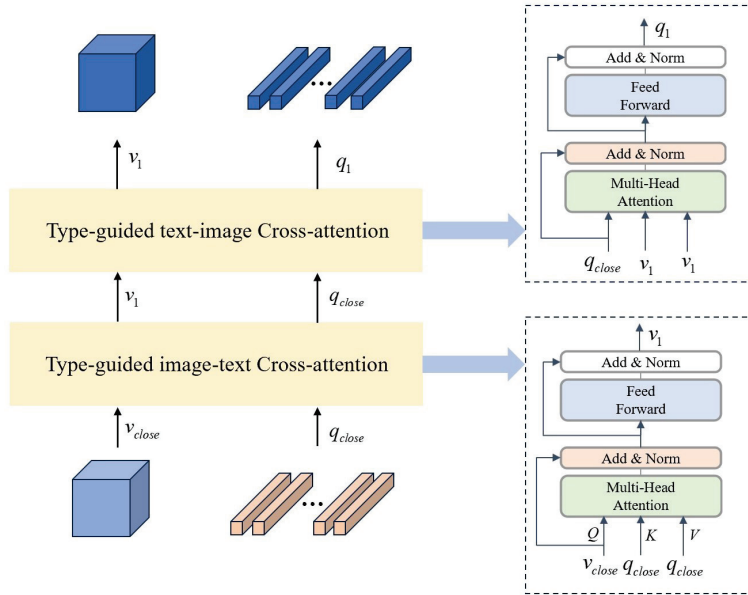 v1
q1
Type-guided text-image Cross-attention
v1
qclose
Type-guided image-text Cross-attention
vclose
qclose
...
...
q1
Add & Norm
Feed
Forward
Add & Norm
Multi-Head
Attention
qclose v1 v1
v1
Add & Norm
Feed
Forward
Add & Norm
Multi-Head
Attention
Q K V
vclose qclose qclose